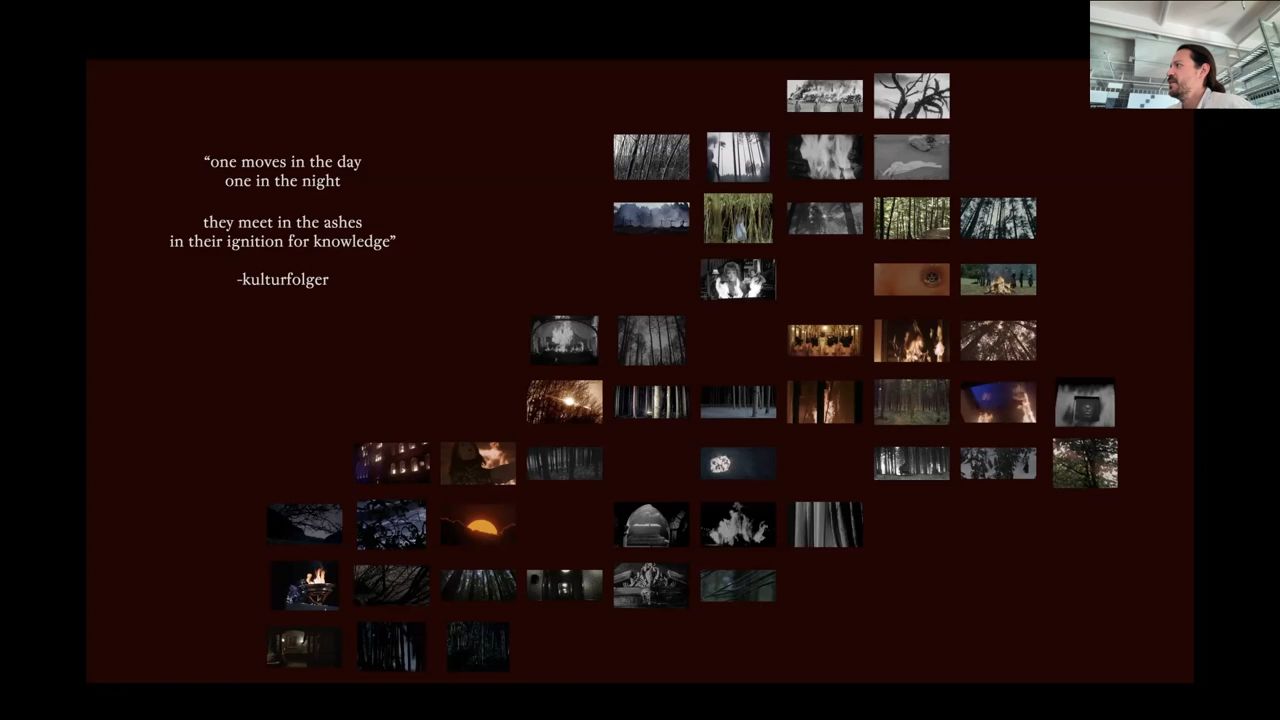 “one moves in the day
one in the night
they meet in the ashes
in their ignition for knowledge”
-kulturfolger